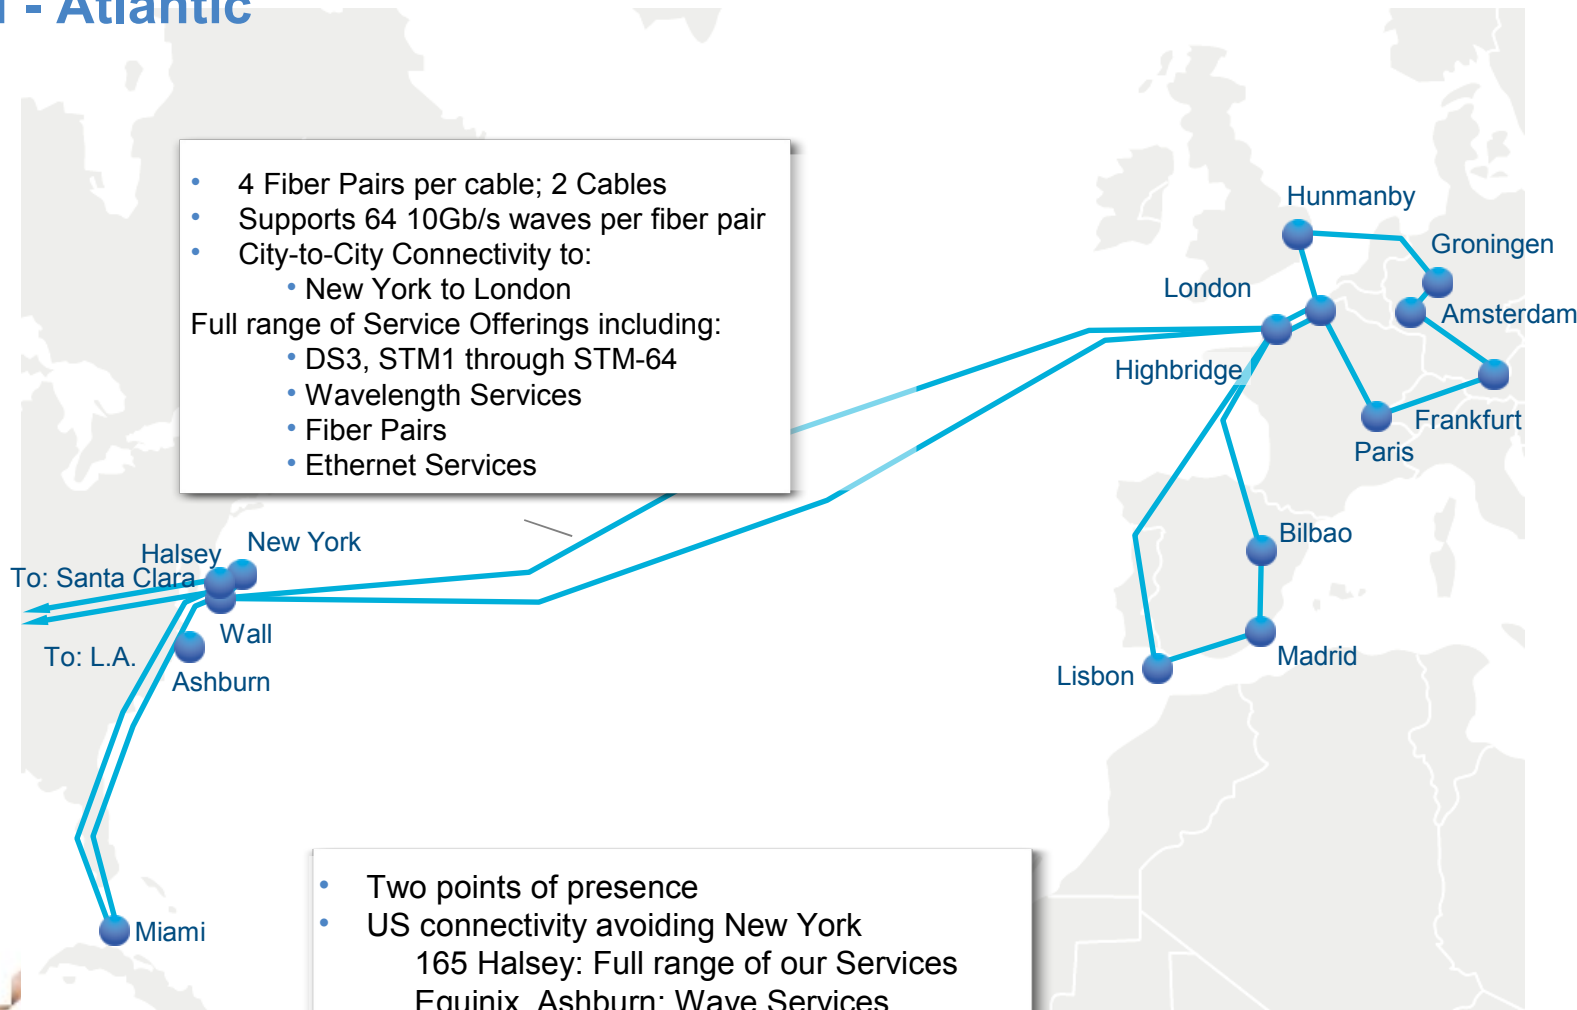 - Atlantic
• 4 Fiber Pairs per cable; 2 Cables
• Supports 64 10Gb/s waves per fiber pair
• City-to-City Connectivity to:
• New York to London
Full range of Service Offerings including:
• DS3, STM1 through STM-64
• Wavelength Services
• Fiber Pairs
• Ethernet Services
Hunmanby
Groningen
London
Amsterdam
Highbridge
Frankfurt
Paris
Bilbao
Madrid
Lisbon
New York
Halsey
To: Santa Clara
Wall
To: L.A.
Ashburn
Miami
• Two points of presence
• US connectivity avoiding New York
165 Halsey: Full range of our Services
Equinix, Ashburn: Wave Services